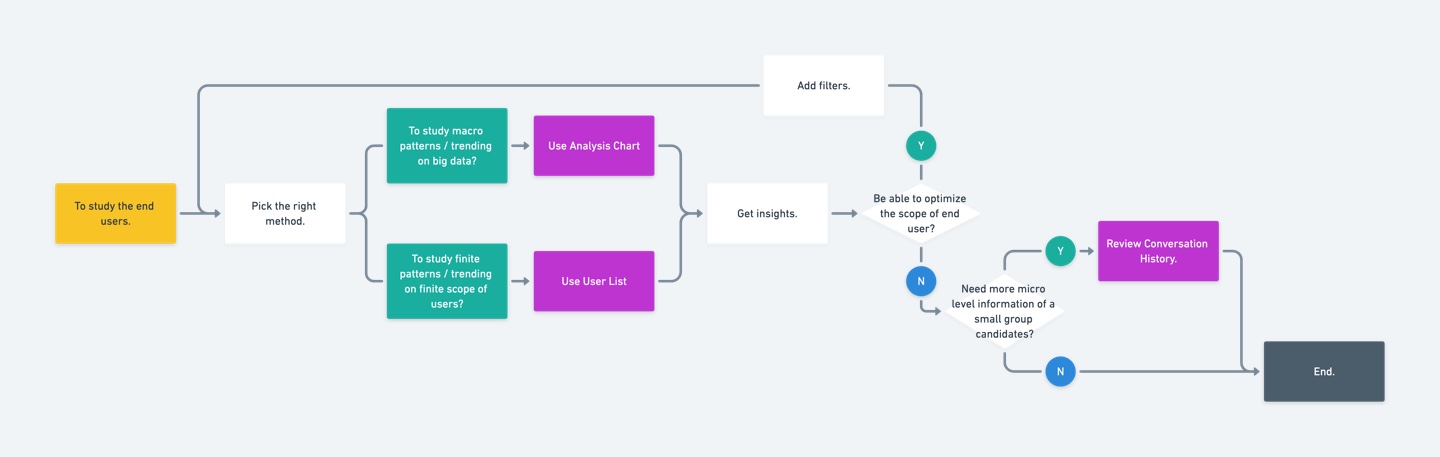 Add filters.
To study macro
patterns / trending
on big data?
Use Analysis Chart
Y
To study the end
users.
Pick the right
method.
Get insights.
Be able to optimize
the scope of end
user?
To study finite
patterns / trending
on finite scope of
users?
Use User List
N
Y
Review Conversation
History.
Need more micro
level information of a
small group
candidates?
N
End.